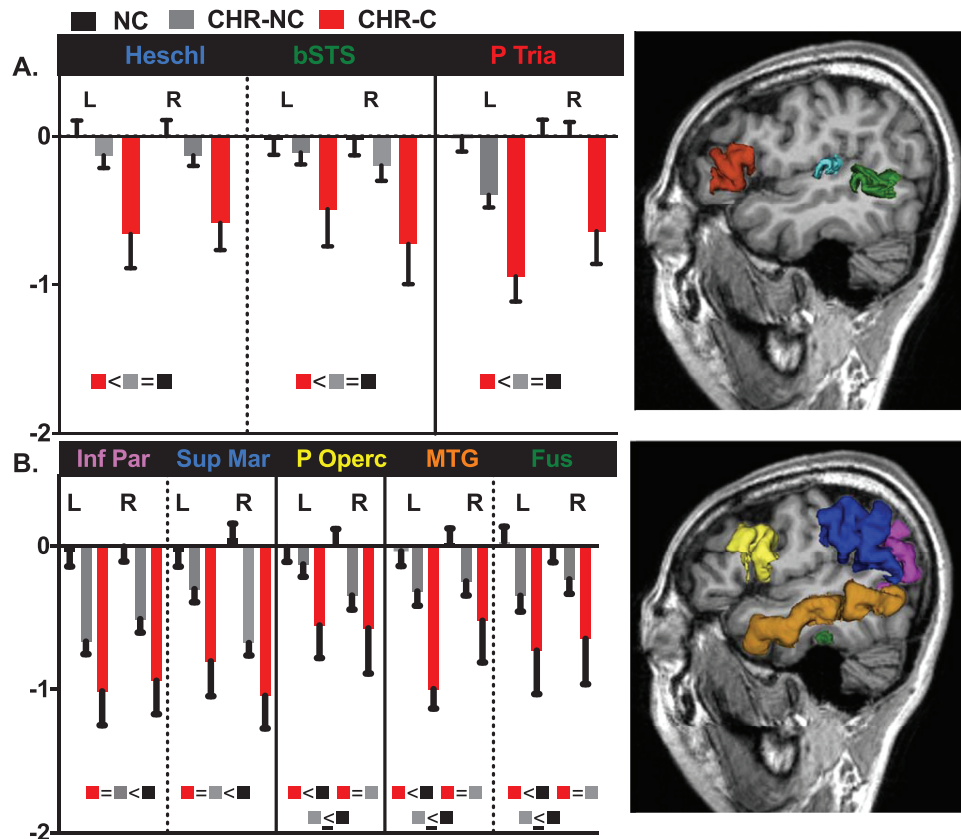 NC CHR-NC CHR-C
A.
Heschl bSTS P Tria
L R L R L R
0
-1
< = < = < =
-2
B.
Inf Par Sup Mar P Operc MTG Fus
L R L R L R L R L R
0
-1
= < = < < = < = < =
< < <
-2